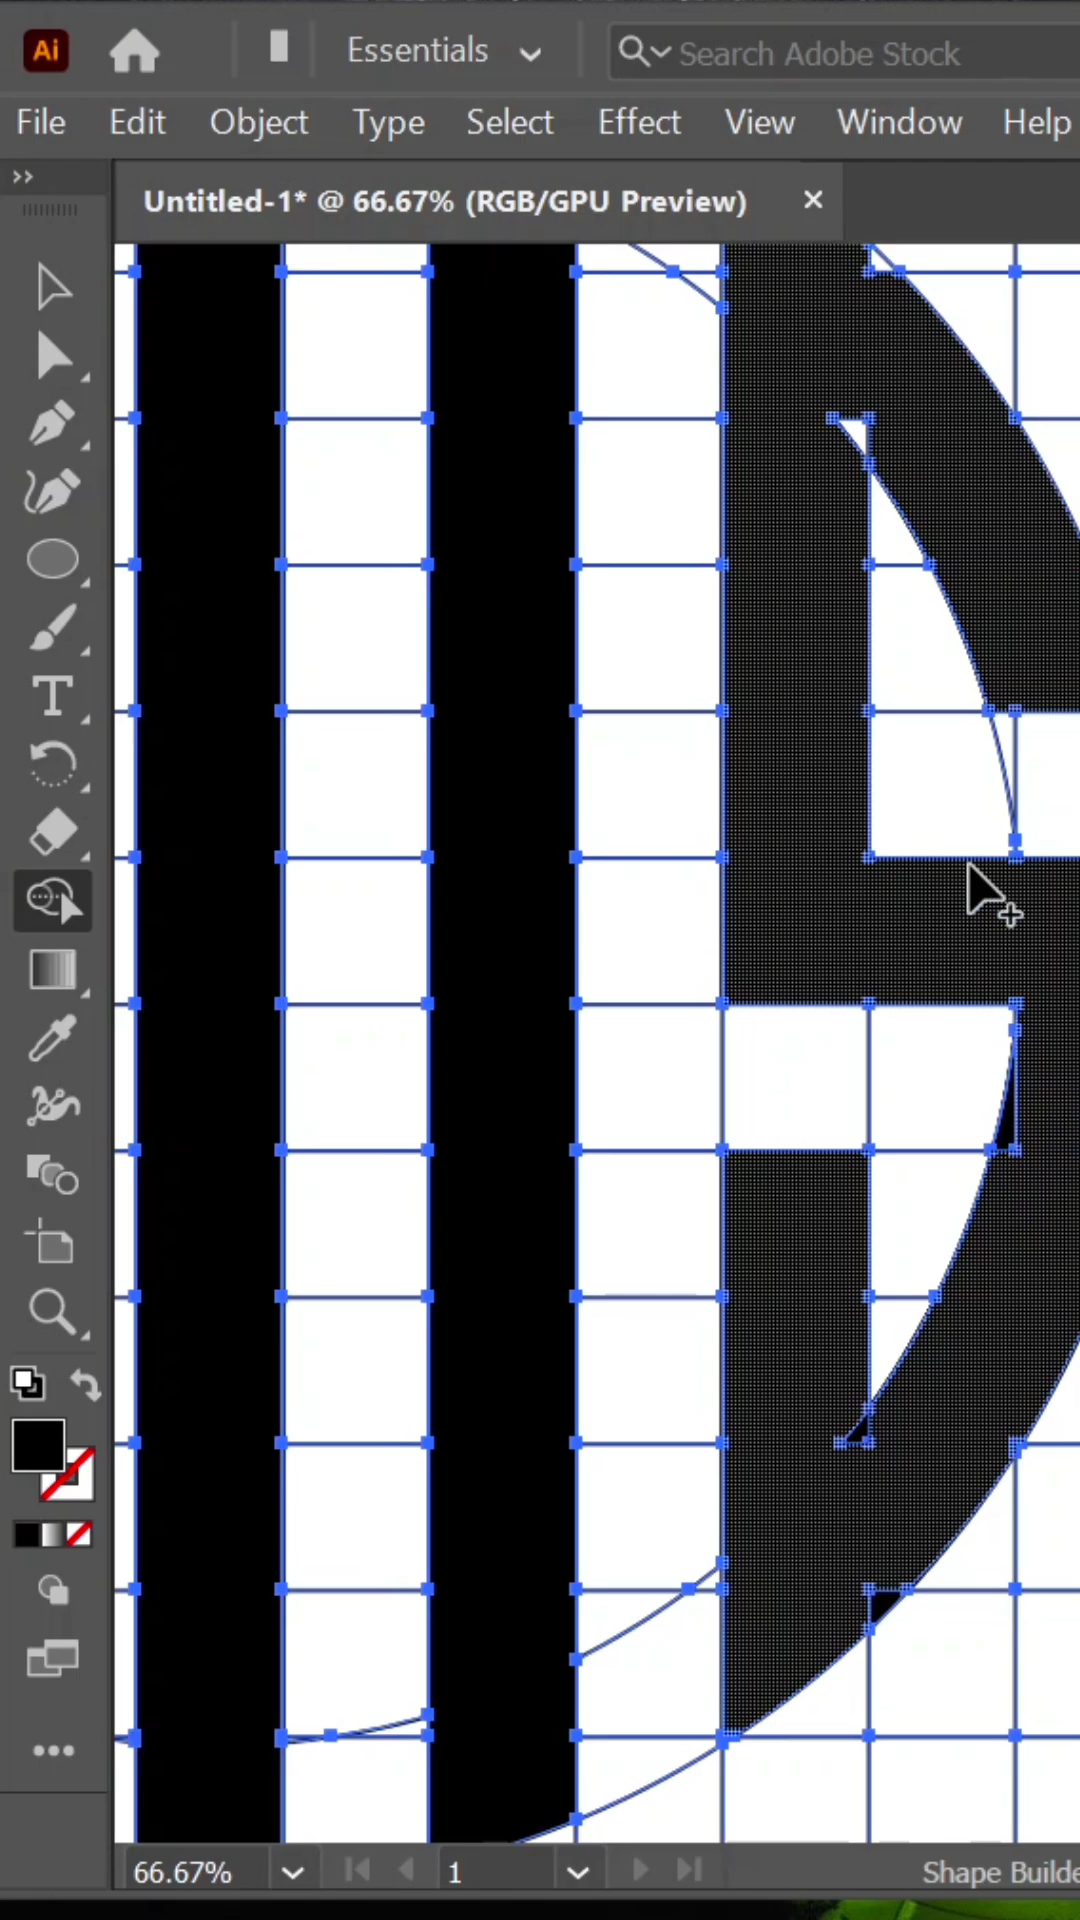 Ai Essentials Search Adobe Stock
File Edit Object Type Select Effect View Window Help
Untitled-1* @ 66.67% (RGB/GPU Preview) ×
66.67% 1 Shape Builde